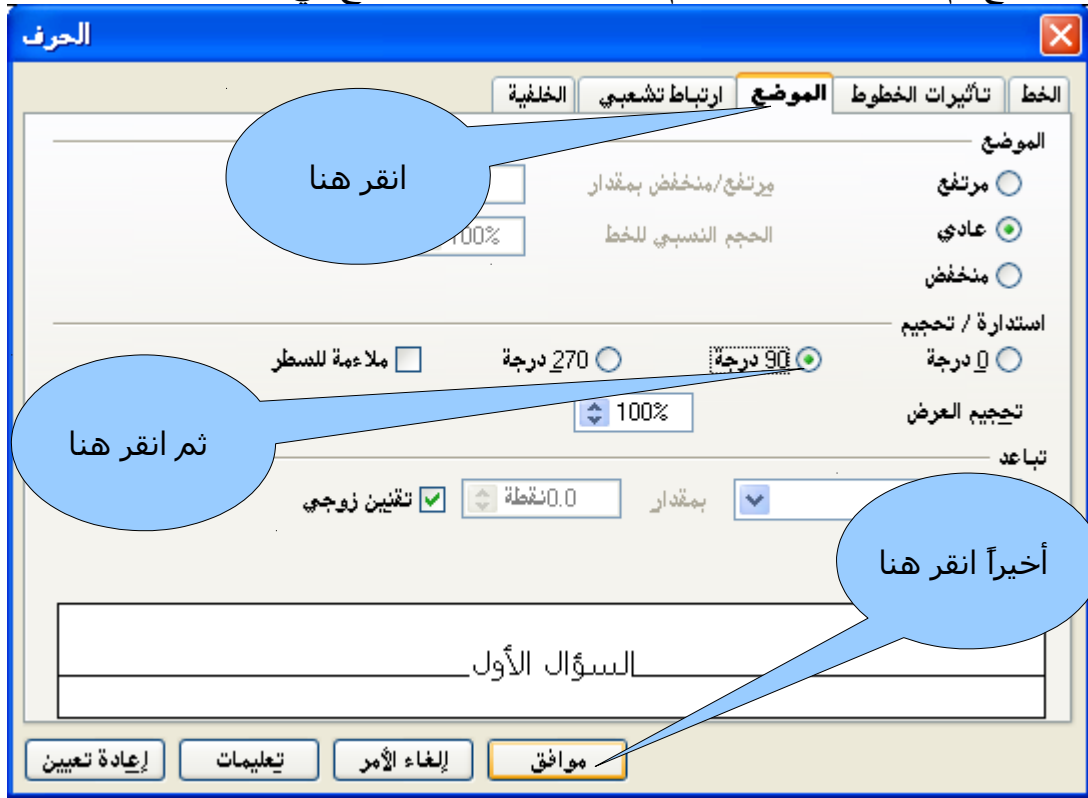 الحرف
الخط تأثيرات الخطوط الموضع ارتباط تشعبي الخلفية
انقر هنا
الموضع
مرتفع مرتفع/منخفض بمقدار
عادي الحجم النسبي للخط 100%
منخفض
استدارة / تحجيم
0 درجة 90 درجة 270 درجة ملاءمة للسطر
تحجيم العرض 100%
ثم انقر هنا
تباعد
بمقدار 0.0نقطة تقنين زوجي
أخيراً انقر هنا
السؤال الأول
موافق إلغاء الأمر تعليمات إعادة تعيين